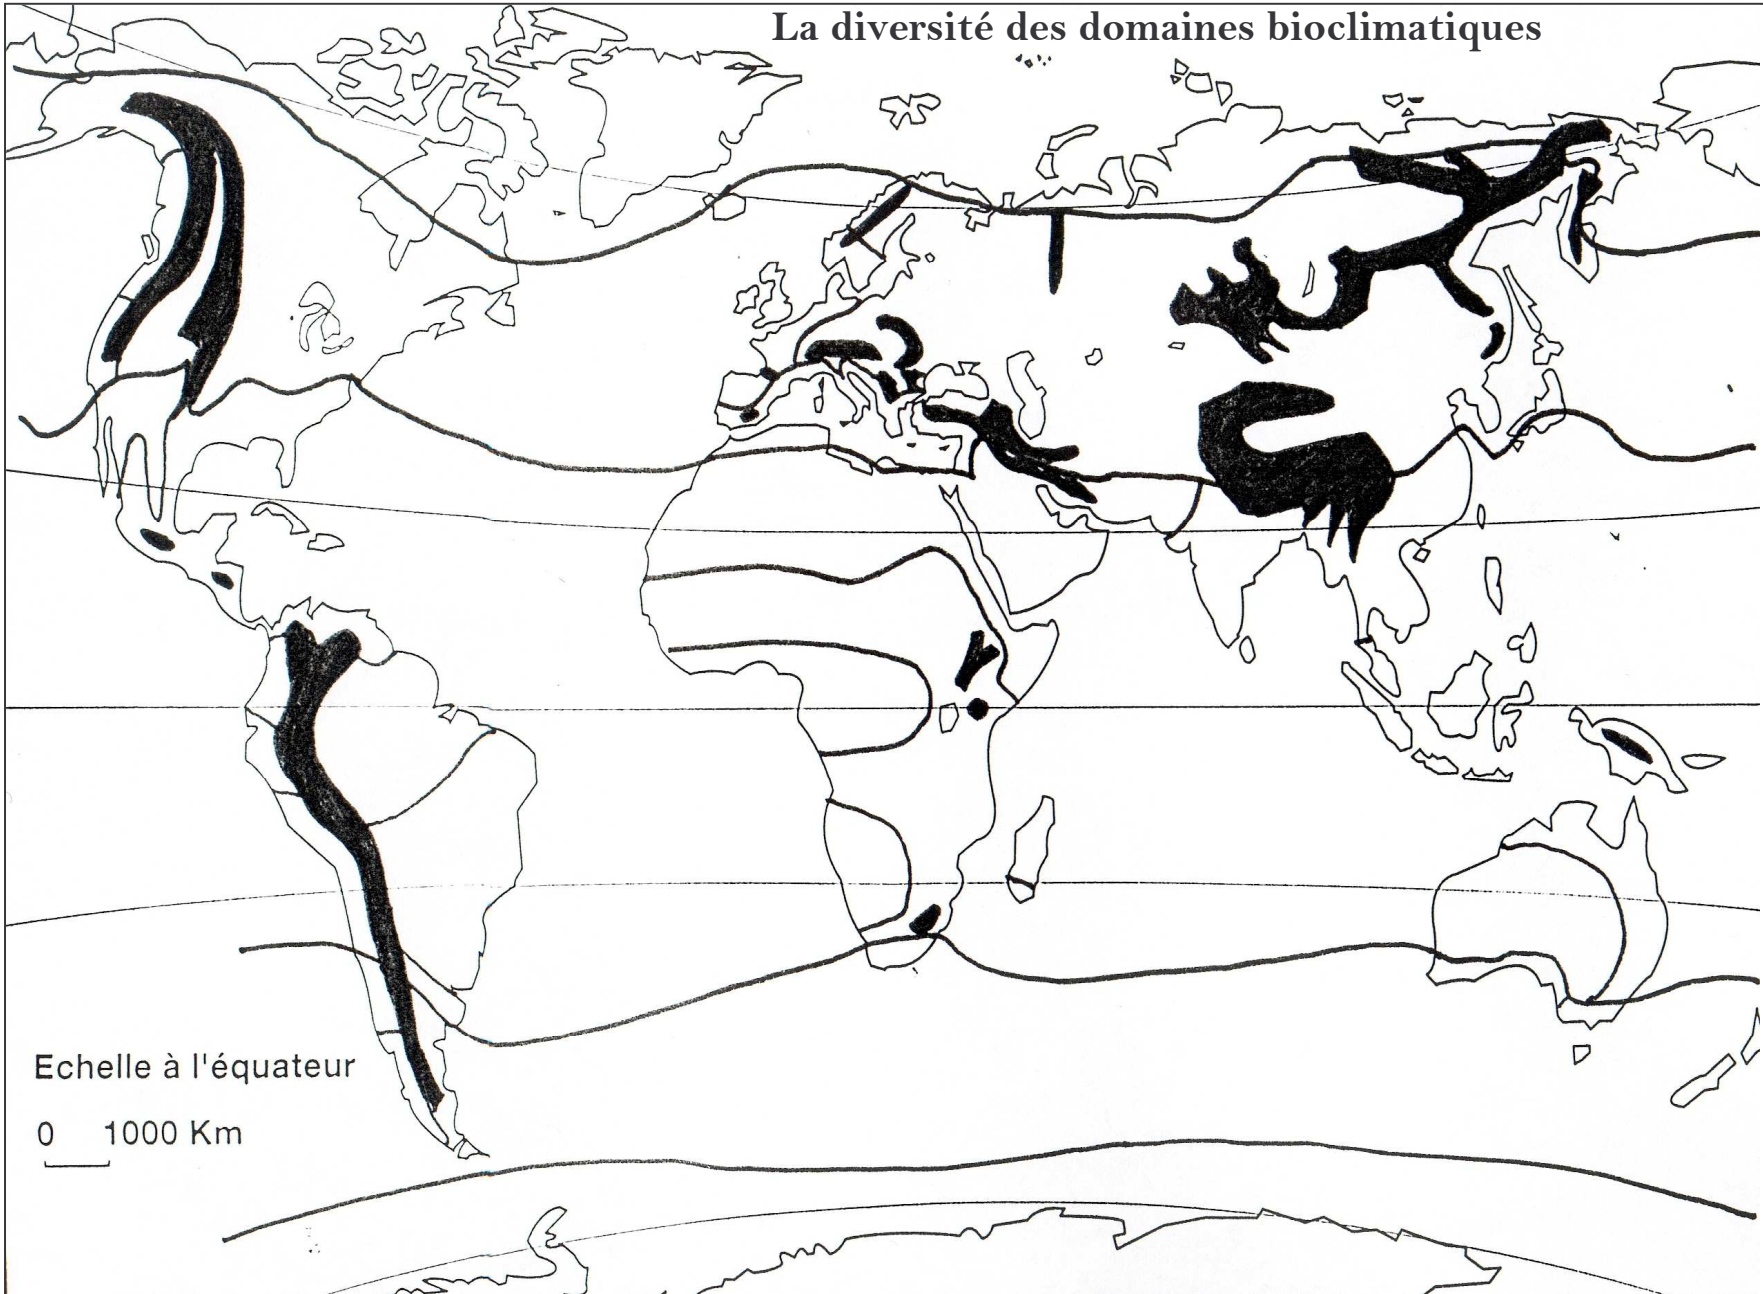 La diversité des domaines bioclimatiques
Echelle à l'équateur
0 1000 Km